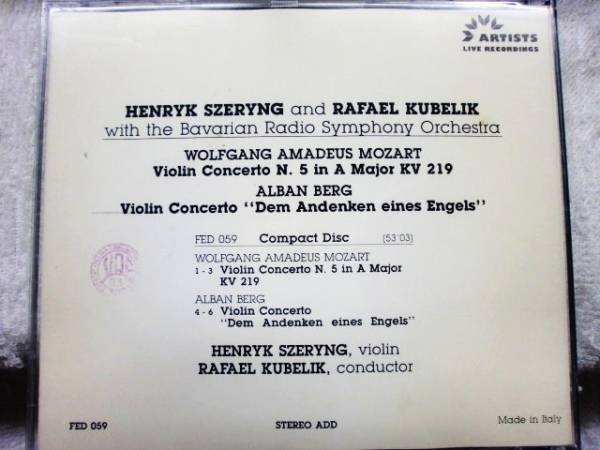 ARTISTS
LIVE RECORDINGS
HENRYK SZERYNG and RAFAEL KUBELIK
with the Bavarian Radio Symphony Orchestra
WOLFGANG AMADEUS MOZART
Violin Concerto N. 5 in A Major KV 219
ALBAN BERG
Violin Concerto "Dem Andenken eines Engels"
FED 059 Compact Disc (53'03)
WOLFGANG AMADEUS MOZART
1-3 Violin Concerto N. 5 in A Major
KV 219
ALBAN BERG
4-6 Violin Concerto
"Dem Andenken eines Engels"
HENRYK SZERYNG, violin
RAFAEL KUBELIK, conductor
FED 059 STEREO ADD Made in Italy